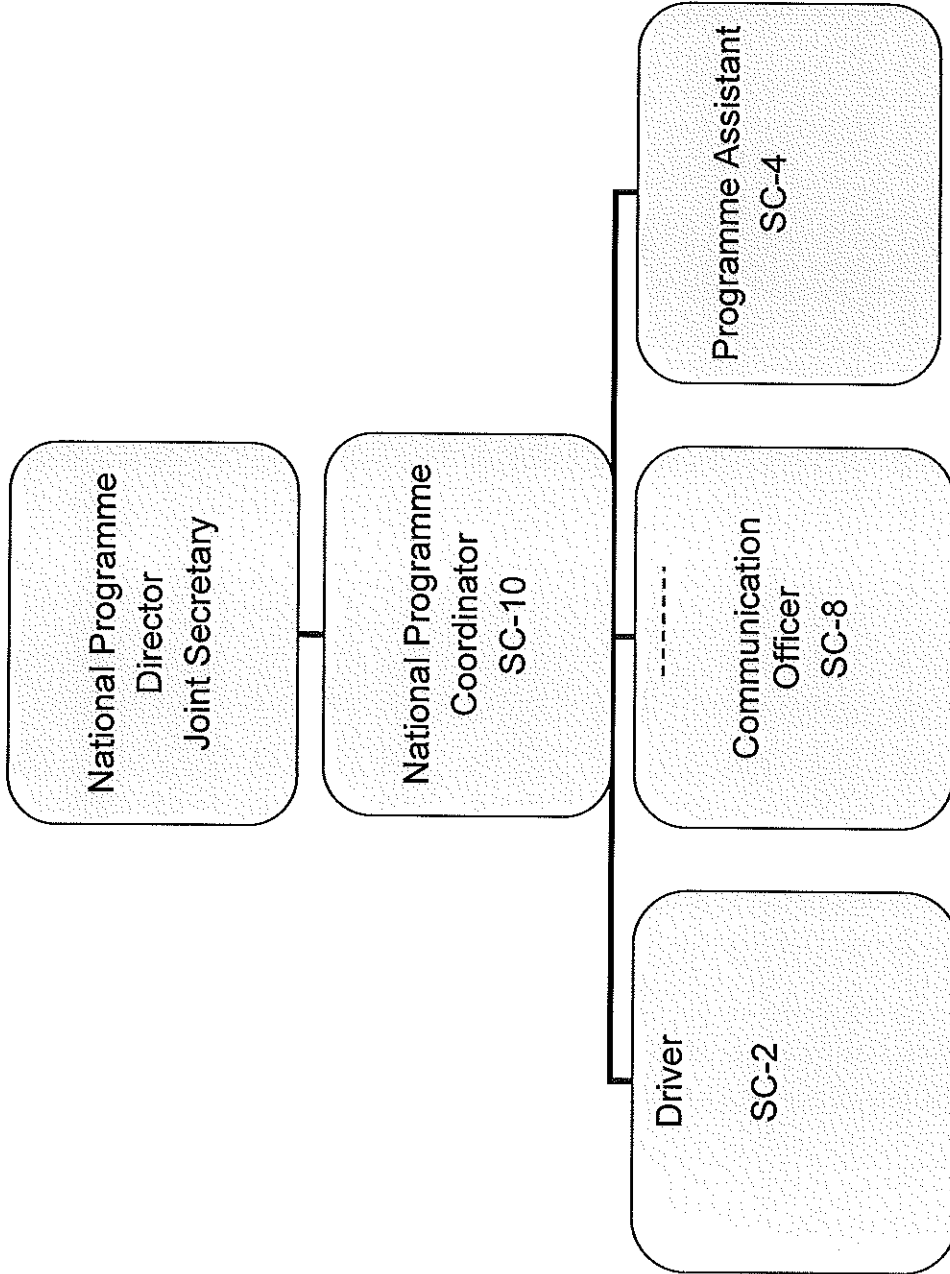 National Programme
Director
Joint Secretary
National Programme
Coordinator
SC-10
Driver
SC-2
Communication
Officer
SC-8
Programme Assistant
SC-4